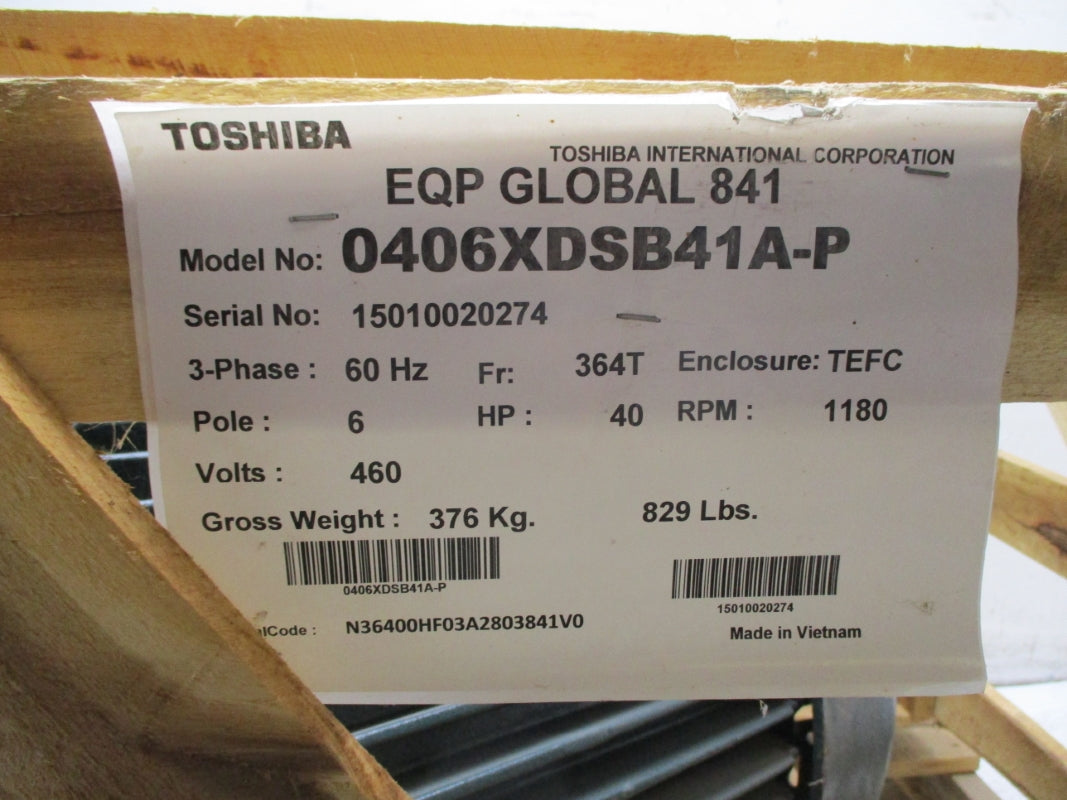 TOSHIBA
TOSHIBA INTERNATIONAL CORPORATION
EQP GLOBAL 841
Model No: 0406XDSB41A-P
Serial No: 15010020274
3-Phase : 60 Hz Fr: 364T Enclosure: TEFC
Pole : 6 HP : 40 RPM : 1180
Volts : 460
Gross Weight : 376 Kg. 829 Lbs.
0406XDSB41A-P
15010020274
N36400HF03A2803841V0
Made in Vietnam